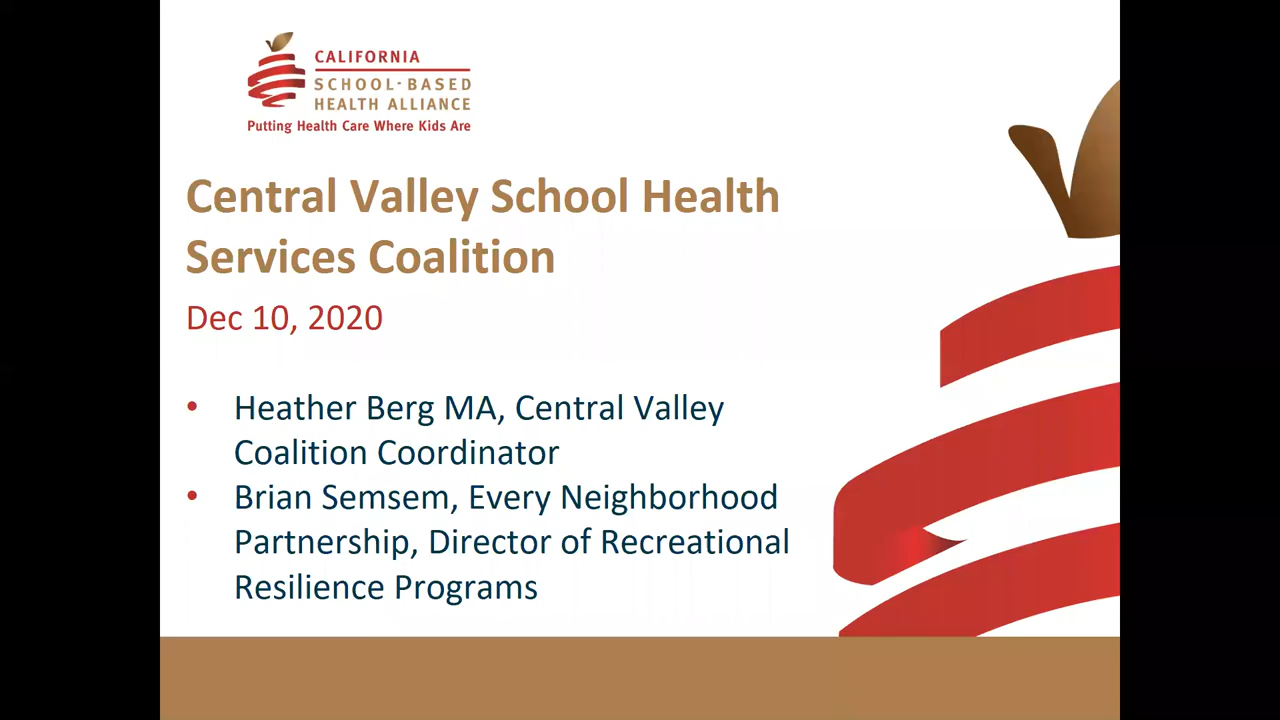 CALIFORNIA
SCHOOL-BASED
HEALTH ALLIANCE
Putting Health Care Where Kids Are
Central Valley School Health
Services Coalition
Dec 10, 2020
• Heather Berg MA, Central Valley
Coalition Coordinator
• Brian Semsem, Every Neighborhood
Partnership, Director of Recreational
Resilience Programs